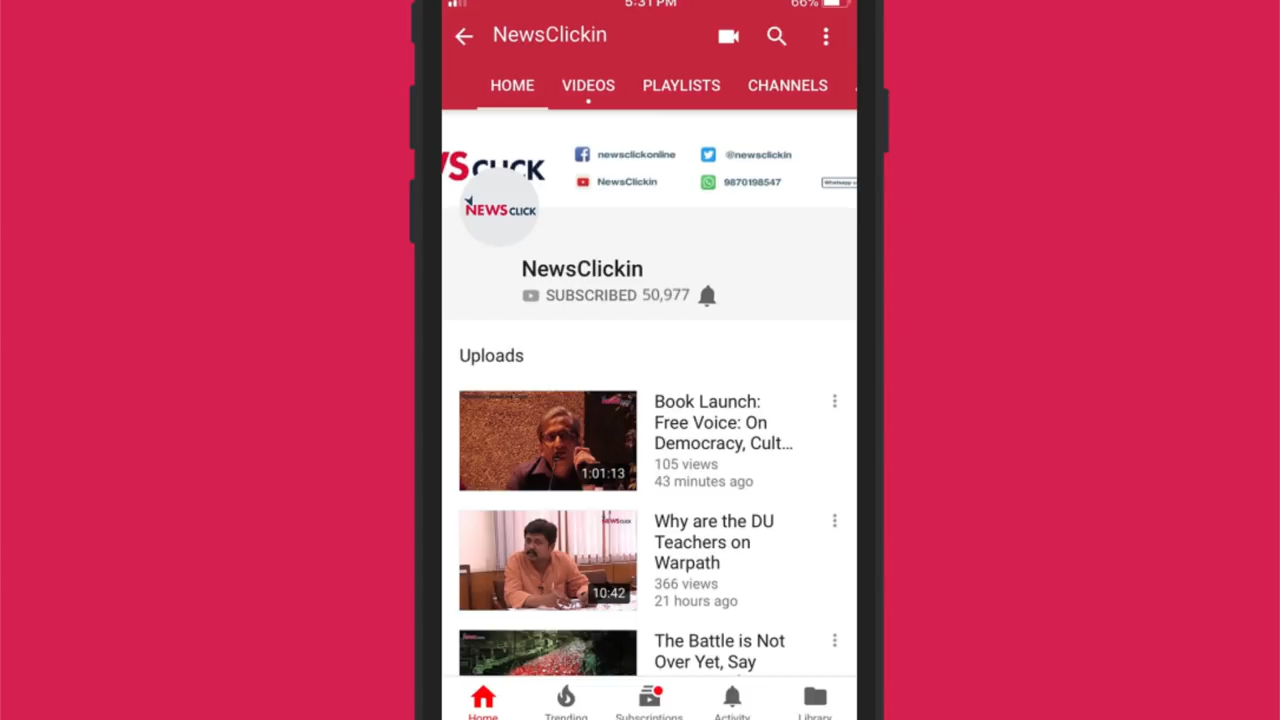 5:31 PM
66%
NewsClickin
HOME
VIDEOS
PLAYLISTS
CHANNELS
WS CLICK
newsclickonline
@newsclickin
NewsClickin
9870198547
Whatsapp
NEWS CLICK
NewsClickin
SUBSCRIBED 50,977
Uploads
Book Launch:
Free Voice: On
Democracy, Cult...
105 views
43 minutes ago
1:01:13
Why are the DU
Teachers on
Warpath
366 views
21 hours ago
NEWSCLICK
10:42
The Battle is Not
Over Yet, Say
Home
Trending
Subscriptions
Activity
Library